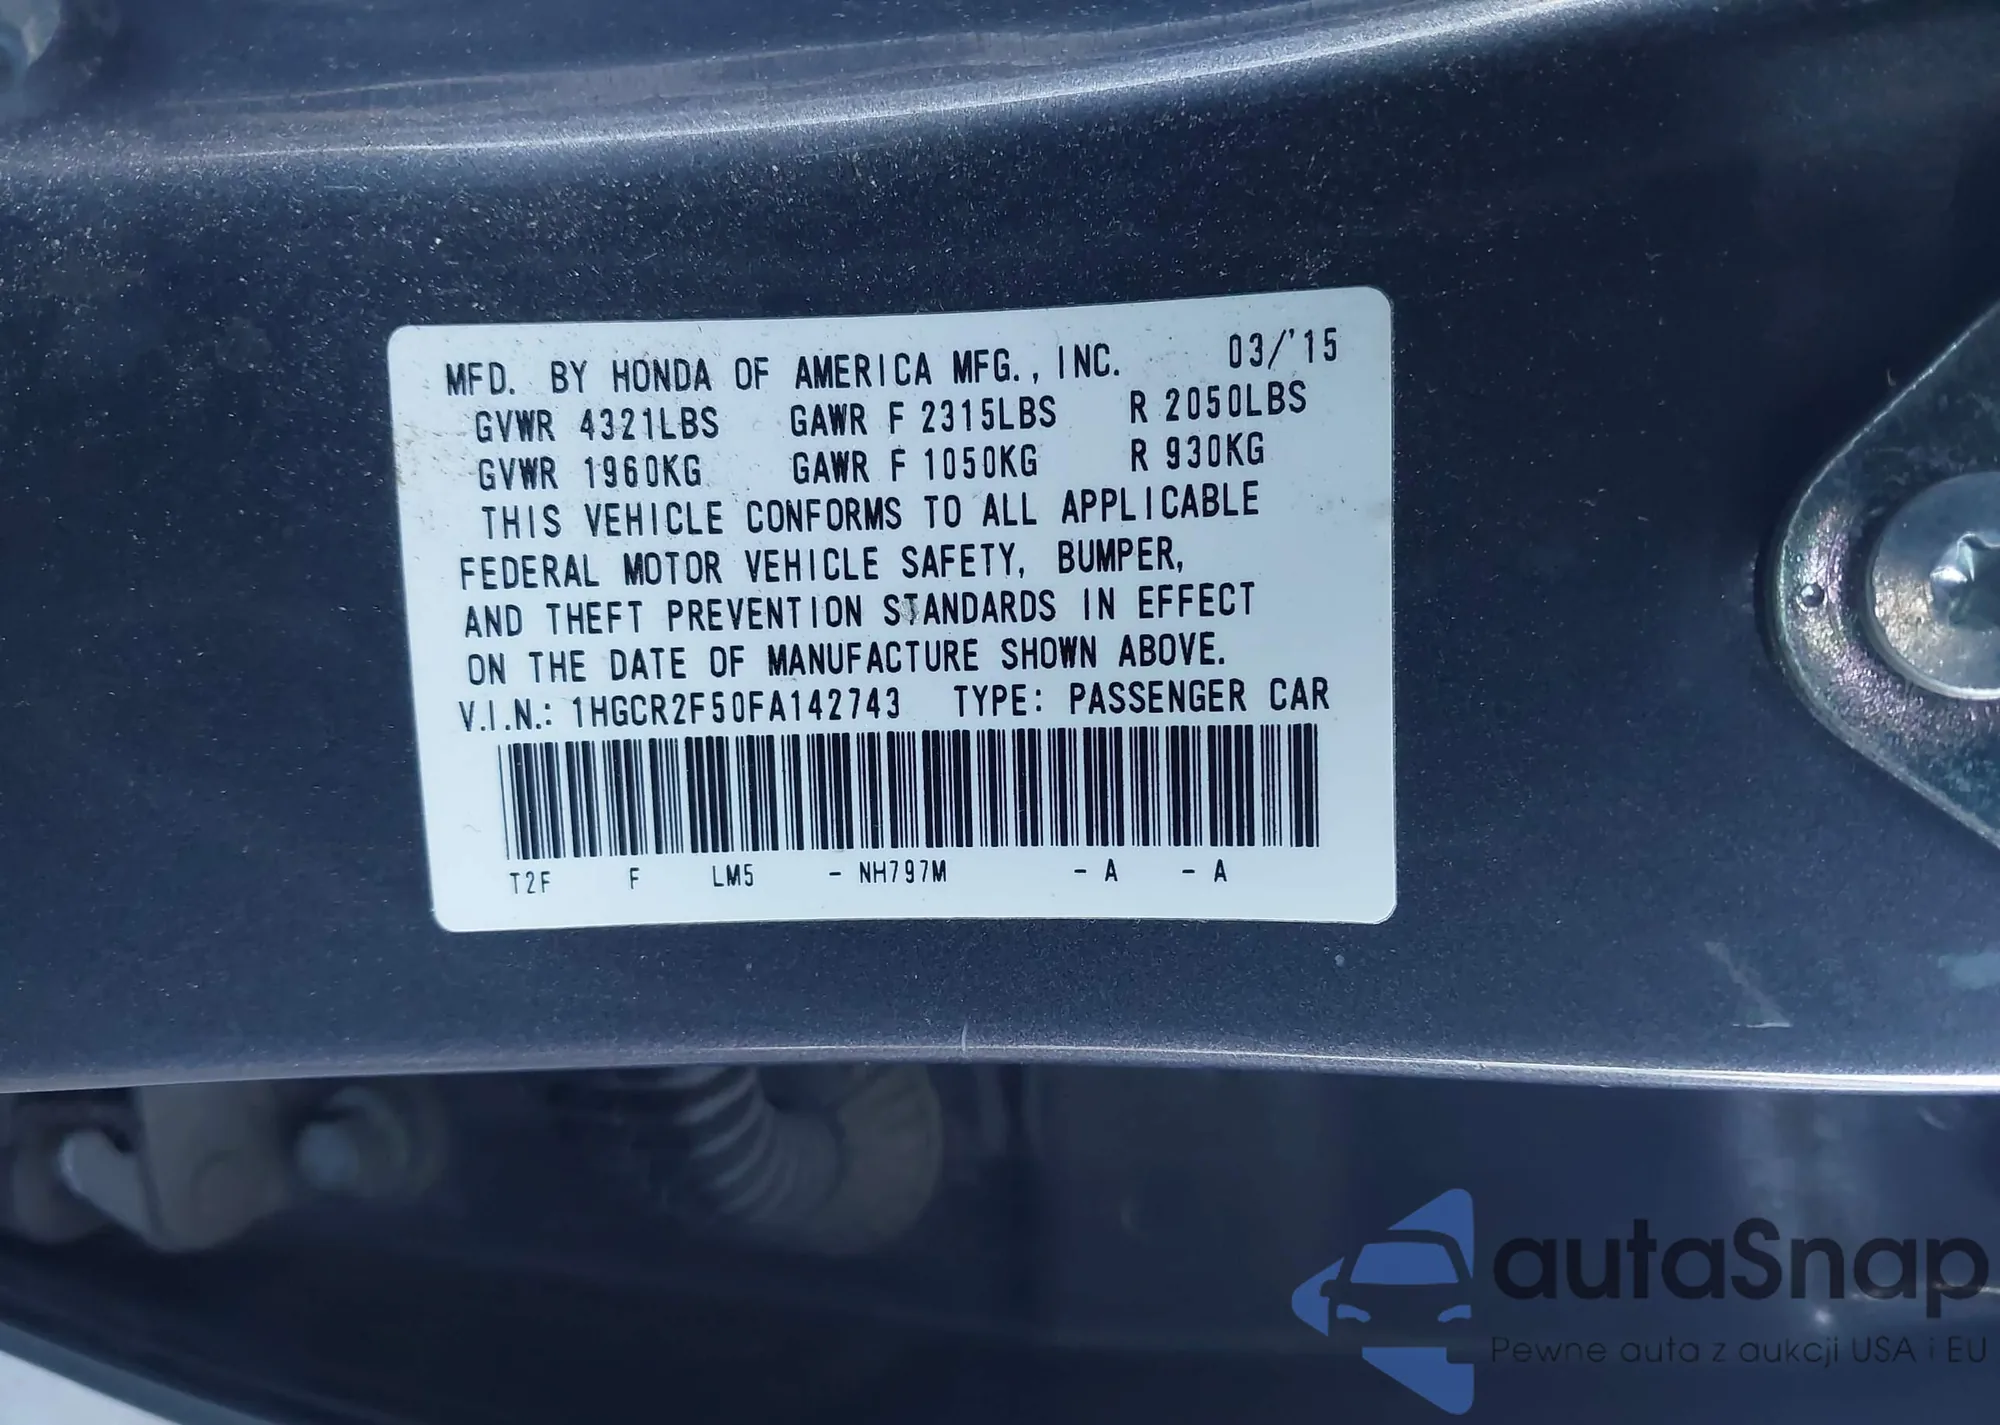 MFD. BY HONDA OF AMERICA MFG., INC. 03/'15
GVWR 4321LBS GAWR F 2315LBS R 2050LBS
GVWR 1960KG GAWR F 1050KG R 930KG
THIS VEHICLE CONFORMS TO ALL APPLICABLE
FEDERAL MOTOR VEHICLE SAFETY, BUMPER,
AND THEFT PREVENTION STANDARDS IN EFFECT
ON THE DATE OF MANUFACTURE SHOWN ABOVE.
V.I.N.: 1HGCR2F50FA142743 TYPE: PASSENGER CAR
T2F F LM5 - NH797M - A - A
autaSnap
Pewne auta z aukcji USA i EU